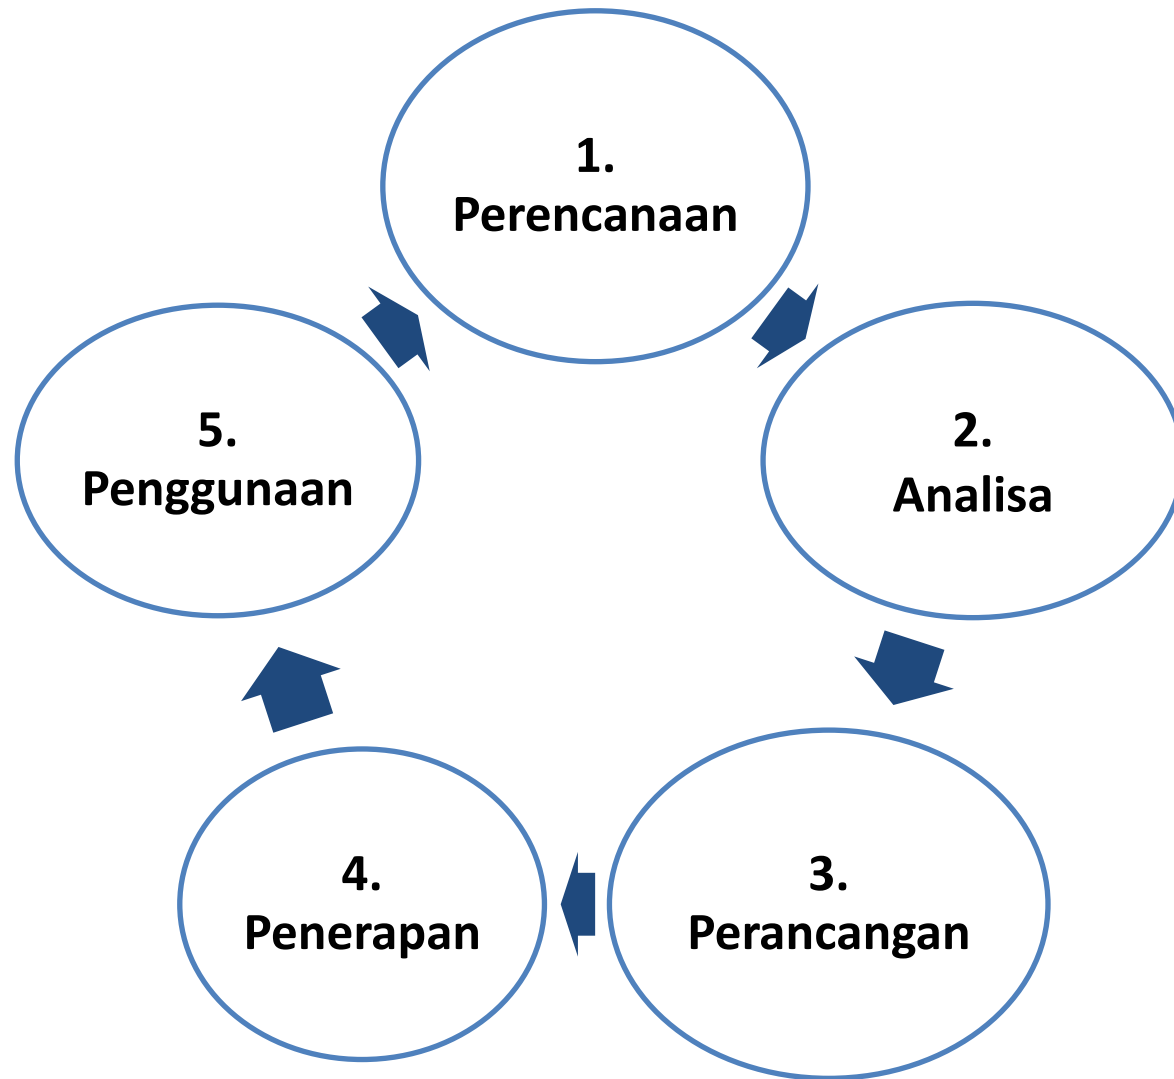 1.
Perencanaan
2.
Analisa
3.
Perancangan
4.
Penerapan
5.
Penggunaan